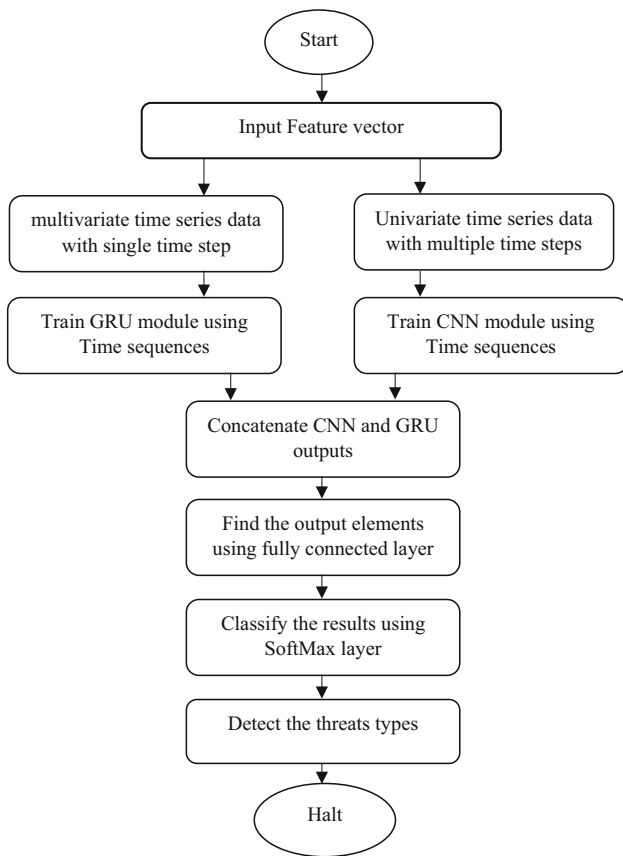 Start
Input Feature vector
multivariate time series data
with single time step
Univariate time series data
with multiple time steps
Train GRU module using
Time sequences
Train CNN module using
Time sequences
Concatenate CNN and GRU
outputs
Find the output elements
using fully connected layer
Classify the results using
SoftMax layer
Detect the threats types
Halt